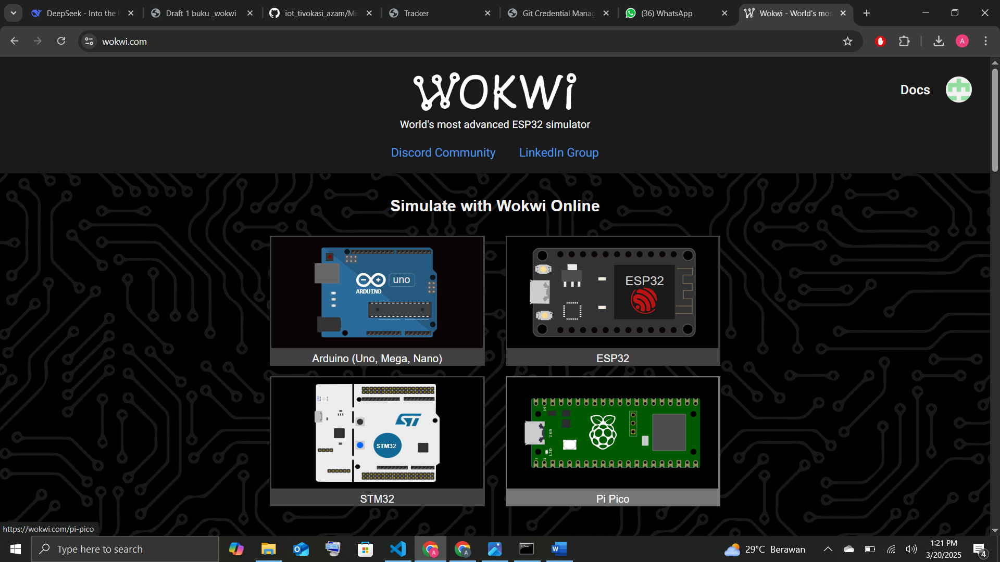 DeepSeek - Into the
Draft 1 buku _wokwi
iot_tivokasi_azam/Mi
Tracker
Git Credential Manag
(36) WhatsApp
Wokwi - World's mos
wokwi.com
A
WOKWi
World's most advanced ESP32 simulator
Docs
Discord Community
LinkedIn Group
Simulate with Wokwi Online
uno
ARDUINO
ESP32
Arduino (Uno, Mega, Nano)
ESP32
STM32
USB
LED
STM32
Pi Pico
https://wokwi.com/pi-pico
Type here to search
29°C Berawan
1:21 PM
3/20/2025
4